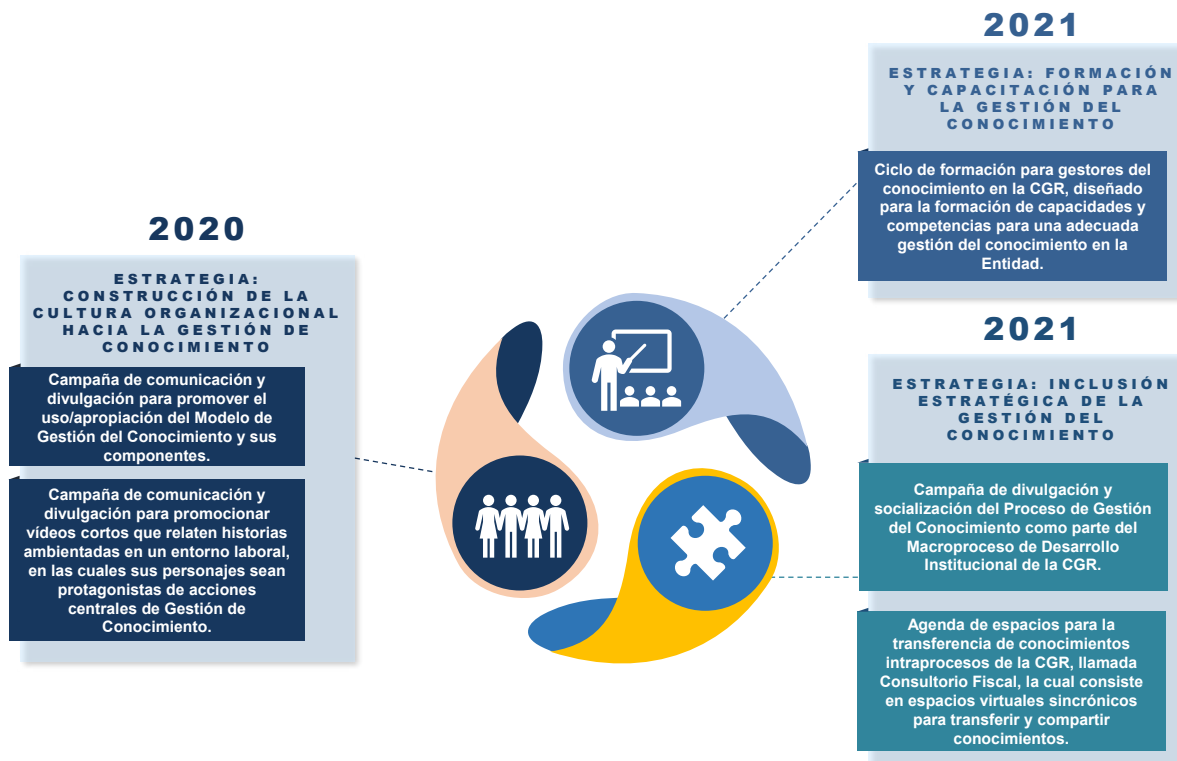 2020
ESTRATEGIA:
CONSTRUCCIÓN DE LA
CULTURA ORGANIZACIONAL
HACIA LA GESTIÓN DE
CONOCIMIENTO
Campaña de comunicación y
divulgación para promover el
uso/apropiación del Modelo de
Gestión del Conocimiento y sus
componentes.
Campaña de comunicación y
divulgación para promocionar
vídeos cortos que relaten historias
ambientadas en un entorno laboral,
en las cuales sus personajes sean
protagonistas de acciones
centrales de Gestión de
Conocimiento.
2021
ESTRATEGIA: FORMACIÓN
Y CAPACITACIÓN PARA
LA GESTIÓN DEL
CONOCIMIENTO
Ciclo de formación para gestores del
conocimiento en la CGR, diseñado
para la formación de capacidades y
competencias para una adecuada
gestión del conocimiento en la
Entidad.
2021
ESTRATEGIA: INCLUSIÓN
ESTRATÉGICA DE LA
GESTIÓN DEL
CONOCIMIENTO
Campaña de divulgación y
socialización del Proceso de Gestión
del Conocimiento como parte del
Macroproceso de Desarrollo
Institucional de la CGR.
Agenda de espacios para la
transferencia de conocimientos
intraprocesos de la CGR, llamada
Consultorio Fiscal, la cual consiste
en espacios virtuales sincrónicos
para transferir y compartir
conocimientos.